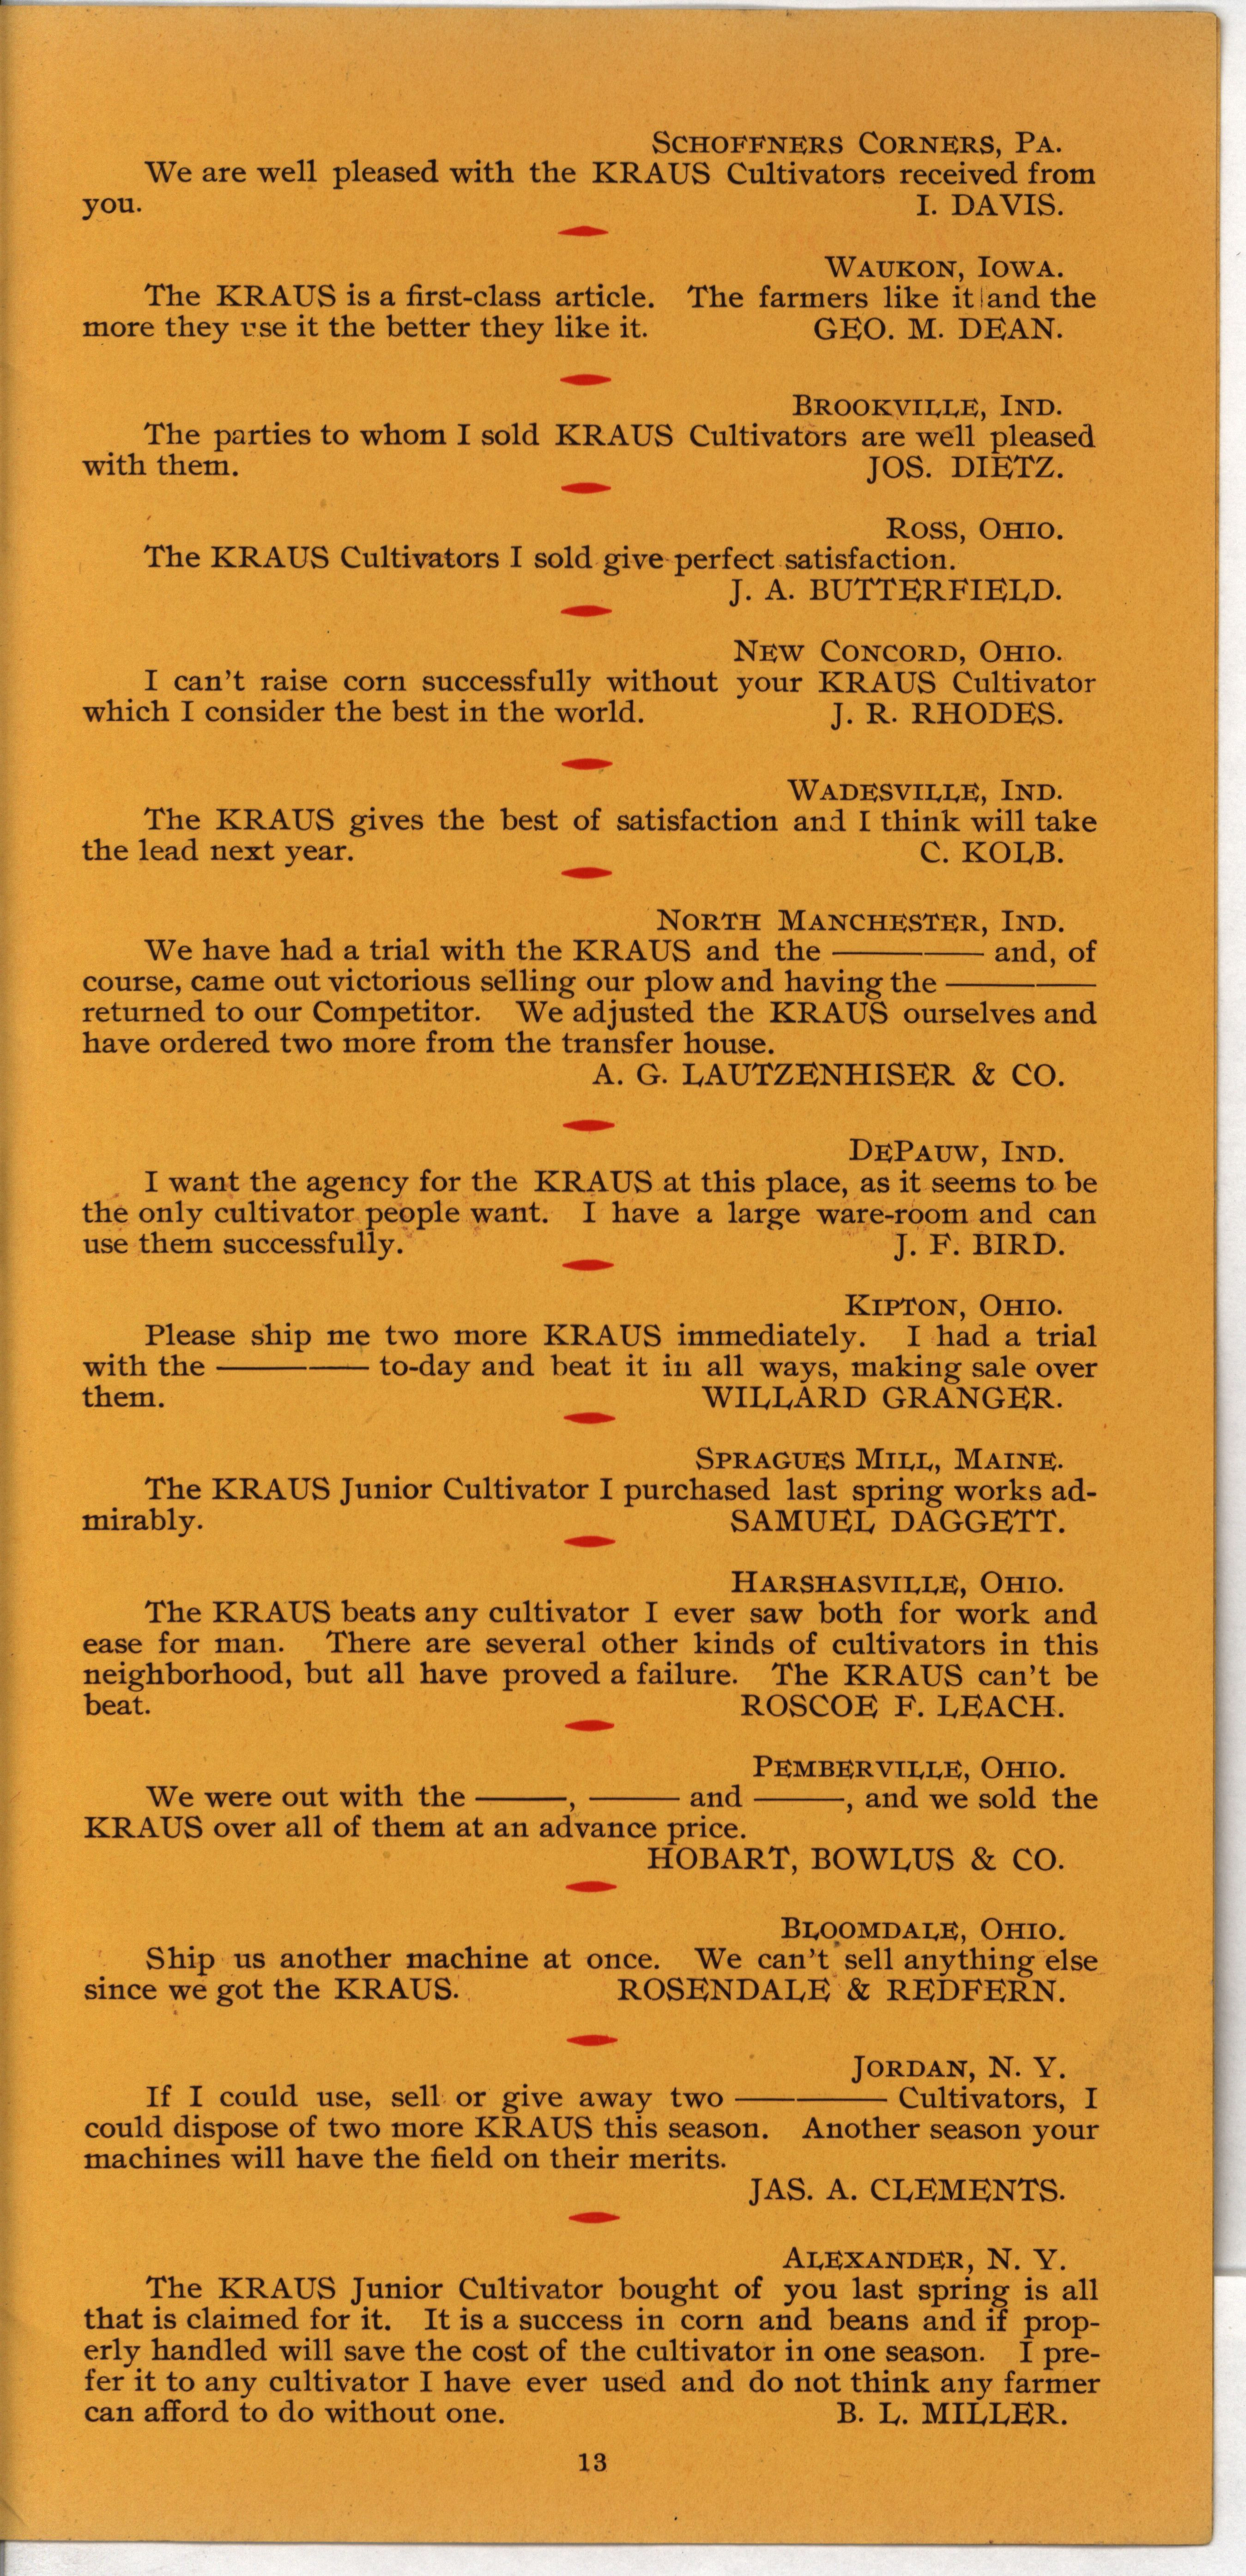 SCHOFFNERS CORNERS, PA.
We are well pleased with the KRAUS Cultivators received from
you. I. DAVIS.
WAUKON, IOWA.
The KRAUS is a first-class article. The farmers like it and the
more they use it the better they like it. GEO. M. DEAN.
BROOKVILLE, IND.
The parties to whom I sold KRAUS Cultivators are well pleased
with them. JOS. DIETZ.
ROSS, OHIO.
The KRAUS Cultivators I sold give perfect satisfaction.
J. A. BUTTERFIELD.
NEW CONCORD, OHIO.
I can't raise corn successfully without your KRAUS Cultivator
which I consider the best in the world. J. R. RHODES.
WADESVILLE, IND.
The KRAUS gives the best of satisfaction and I think will take
the lead next year. C. KOLB.
NORTH MANCHESTER, IND.
We have had a trial with the KRAUS and the ———— and, of
course, came out victorious selling our plow and having the ————
returned to our Competitor. We adjusted the KRAUS ourselves and
have ordered two more from the transfer house.
A. G. LAUTZENHISER & CO.
DEPAUW, IND.
I want the agency for the KRAUS at this place, as it seems to be
the only cultivator people want. I have a large ware-room and can
use them successfully. J. F. BIRD.
KIPTON, OHIO.
Please ship me two more KRAUS immediately. I had a trial
with the ———— to-day and beat it in all ways, making sale over
them. WILLARD GRANGER.
SPRAGUES MILL, MAINE.
The KRAUS Junior Cultivator I purchased last spring works ad-
mirably. SAMUEL DAGGETT.
HARSHASVILLE, OHIO.
The KRAUS beats any cultivator I ever saw both for work and
ease for man. There are several other kinds of cultivators in this
neighborhood, but all have proved a failure. The KRAUS can't be
beat. ROSCOE F. LEACH.
PEMBERVILLE, OHIO.
We were out with the ——, —— and ——, and we sold the
KRAUS over all of them at an advance price.
HOBART, BOWLUS & CO.
BLOOMDALE, OHIO.
Ship us another machine at once. We can't sell anything else
since we got the KRAUS. ROSENDALE & REDFERN.
JORDAN, N. Y.
If I could use, sell or give away two ———— Cultivators, I
could dispose of two more KRAUS this season. Another season your
machines will have the field on their merits.
JAS. A. CLEMENTS.
ALEXANDER, N. Y.
The KRAUS Junior Cultivator bought of you last spring is all
that is claimed for it. It is a success in corn and beans and if prop-
erly handled will save the cost of the cultivator in one season. I pre-
fer it to any cultivator I have ever used and do not think any farmer
can afford to do without one. B. L. MILLER.
13